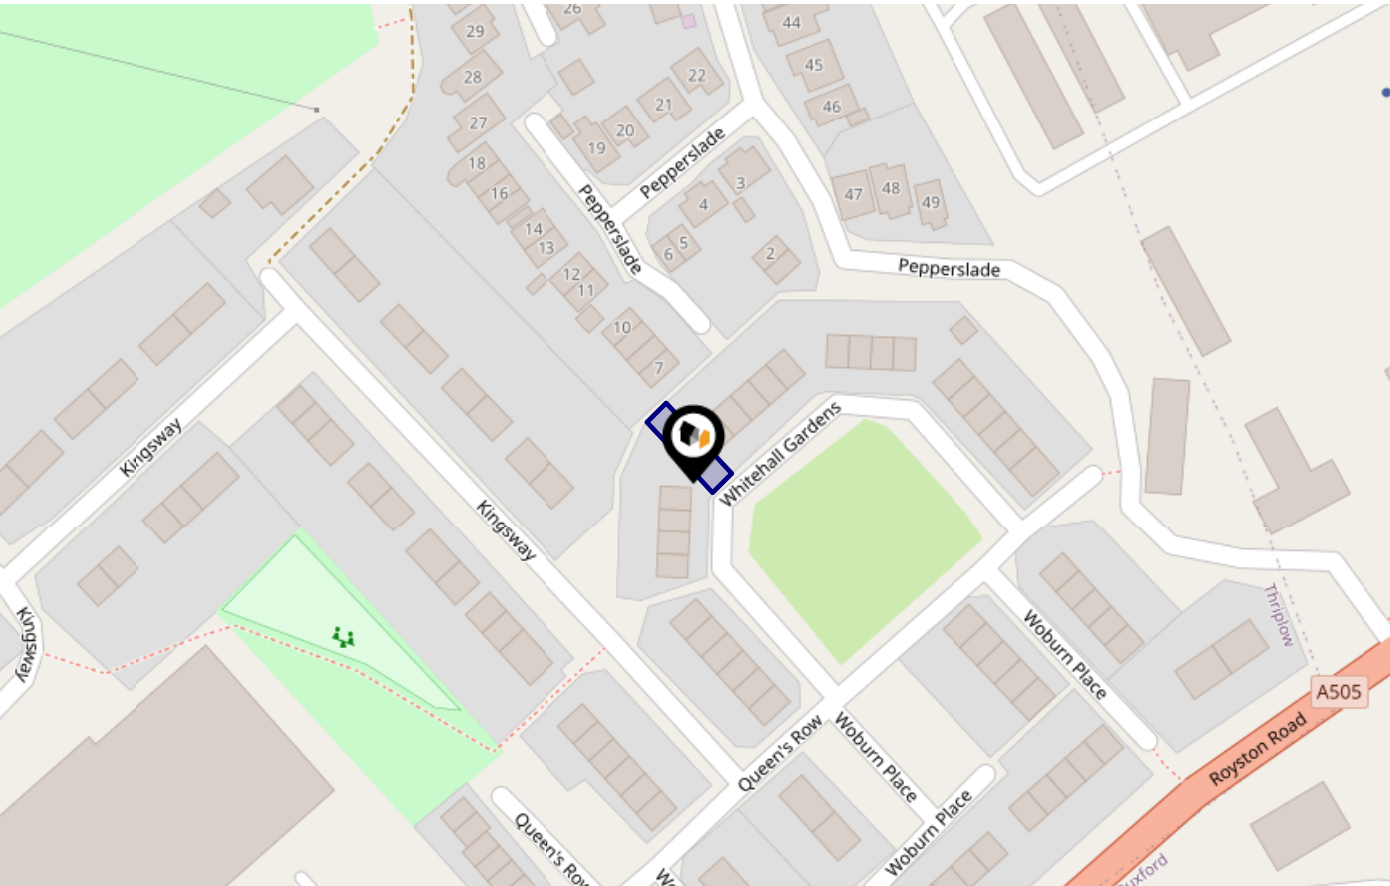 26
29
44
45
28
22
21
46
27
20
19
Pepperslade
18
16
3
4
47
48
49
Pepperslade
14
13
5
6
2
12
11
Pepperslade
10
7
Kingsway
Whitehall Gardens
Kingsway
Kingsway
Thriplow
Woburn Place
A505
Royston Road
Queen's Row
Woburn Place
Woburn Place
Queen's Row